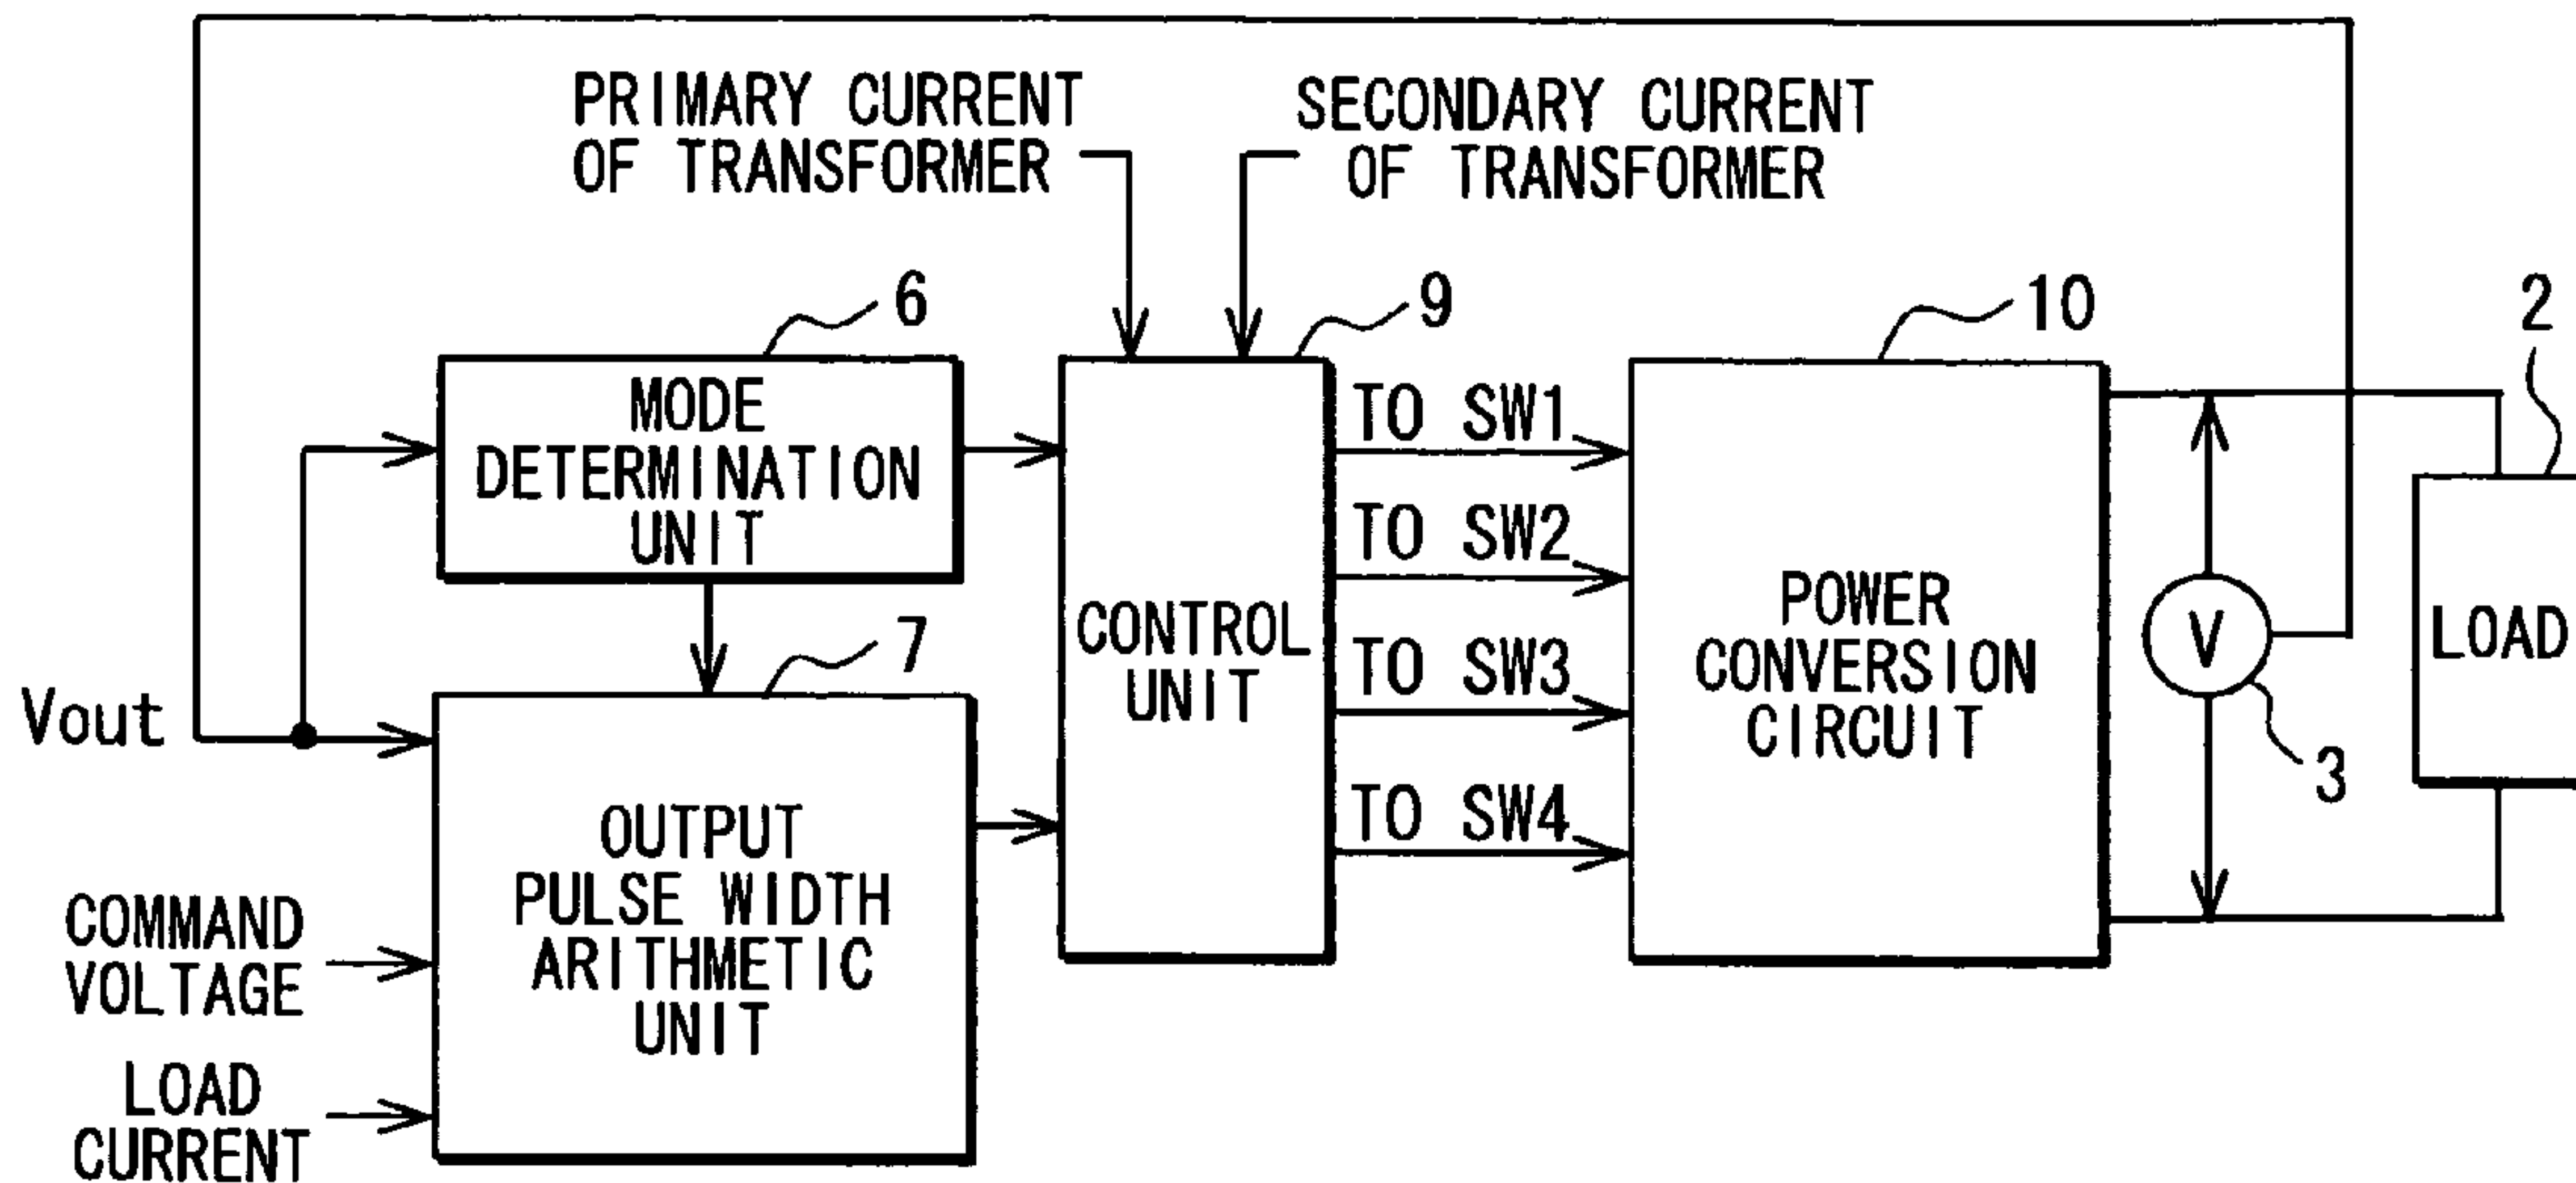 PRIMARY CURRENT
OF TRANSFORMER
SECONDARY CURRENT
OF TRANSFORMER
6
9
10
2
MODE
DETERMINATION
UNIT
TO SW1
TO SW2
TO SW3
TO SW4
CONTROL
UNIT
POWER
CONVERSION
CIRCUIT
V
3
LOAD
7
Vout
OUTPUT
PULSE WIDTH
ARITHMETIC
UNIT
COMMAND
VOLTAGE
LOAD
CURRENT